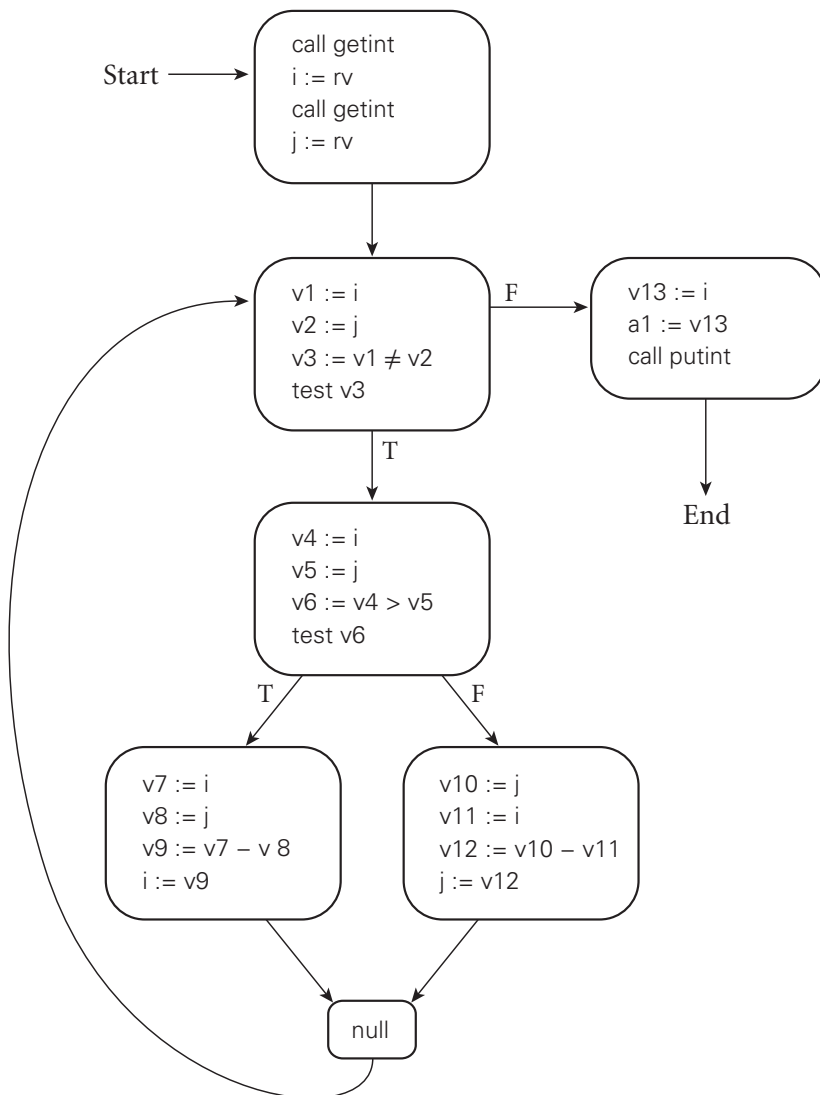 Start
call getint
i := rv
call getint
j := rv
v1 := i
v2 := j
v3 := v1 ≠ v2
test v3
F
v13 := i
a1 := v13
call putint
End
T
v4 := i
v5 := j
v6 := v4 > v5
test v6
T
F
v7 := i
v8 := j
v9 := v7 – v 8
i := v9
v10 := j
v11 := i
v12 := v10 – v11
j := v12
null